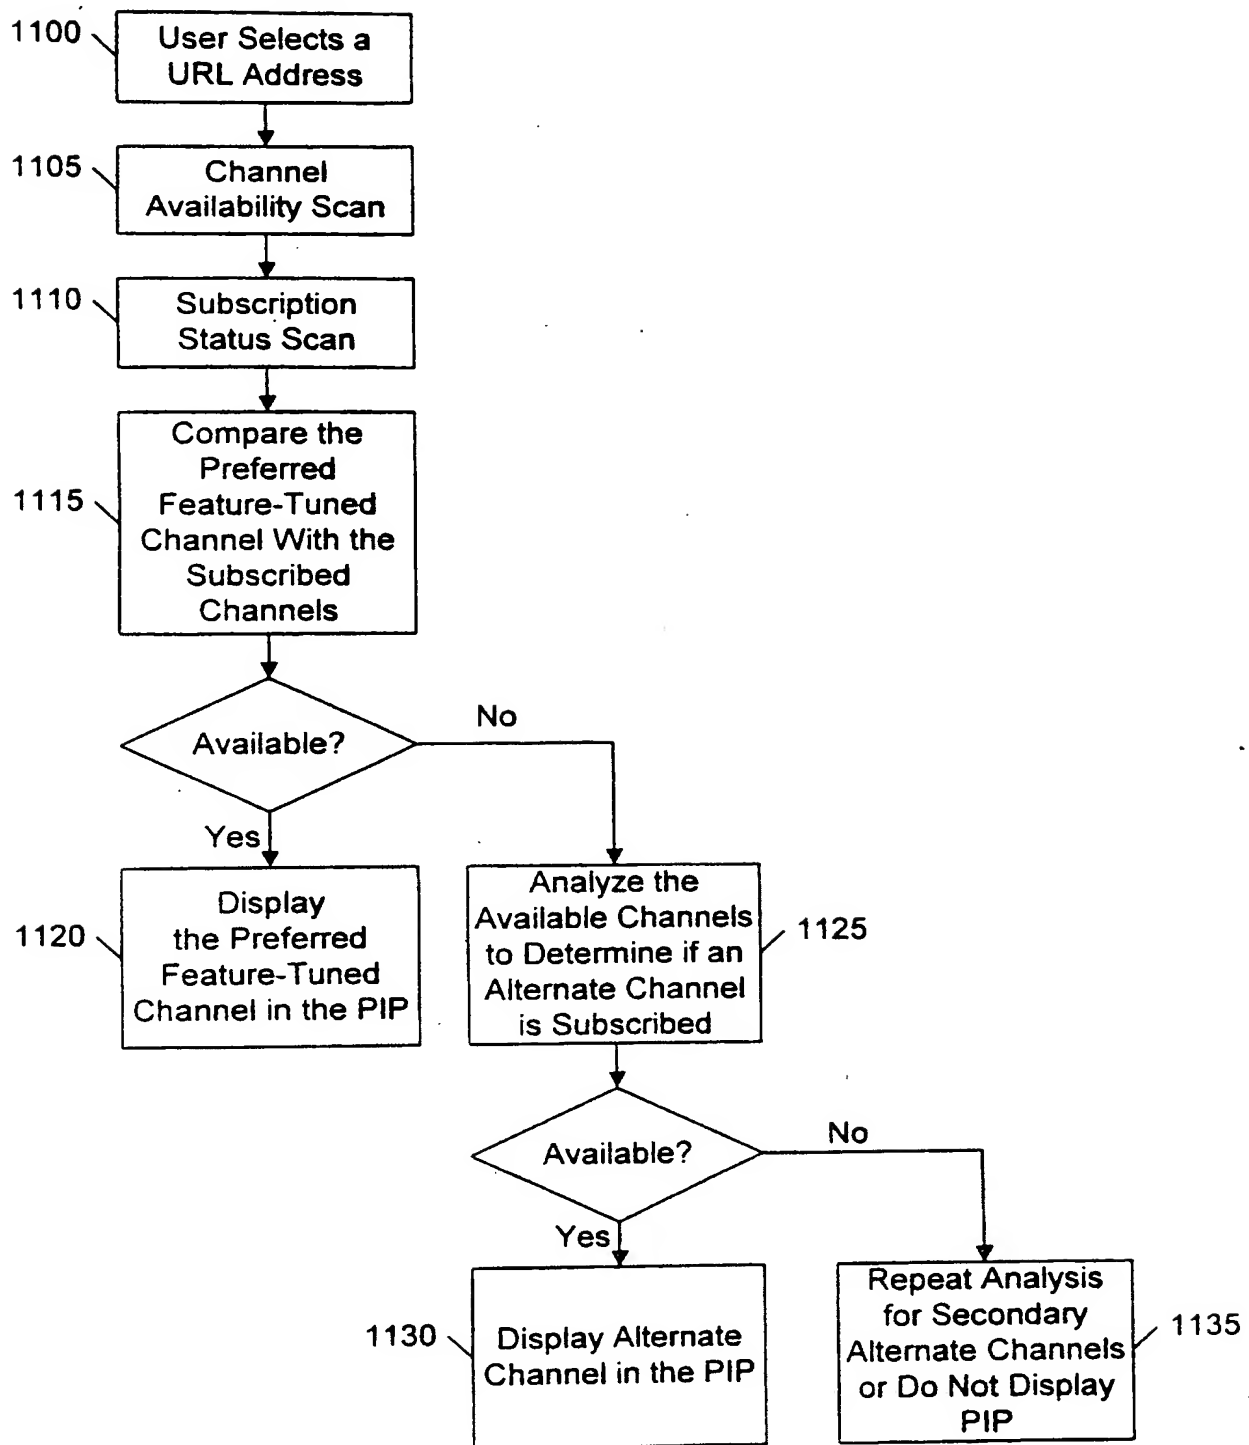 1100
User Selects a
URL Address
1105
Channel
Availability Scan
1110
Subscription
Status Scan
1115
Compare the
Preferred
Feature-Tuned
Channel With the
Subscribed
Channels
Available?
No
Yes
1120
Display
the Preferred
Feature-Tuned
Channel in the PIP
Analyze the
Available Channels
to Determine if an
Alternate Channel
is Subscribed
1125
Available?
No
Yes
1130
Display Alternate
Channel in the PIP
Repeat Analysis
for Secondary
Alternate Channels
or Do Not Display
PIP
1135